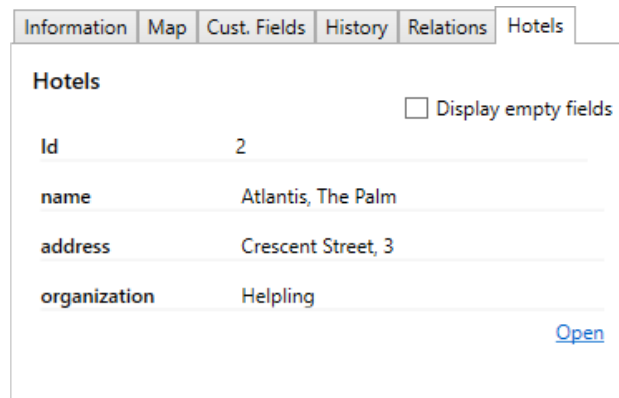 Information Map Cust. Fields History Relations Hotels
Hotels
Display empty fields
Id 2
name Atlantis, The Palm
address Crescent Street, 3
organization Helpling
Open